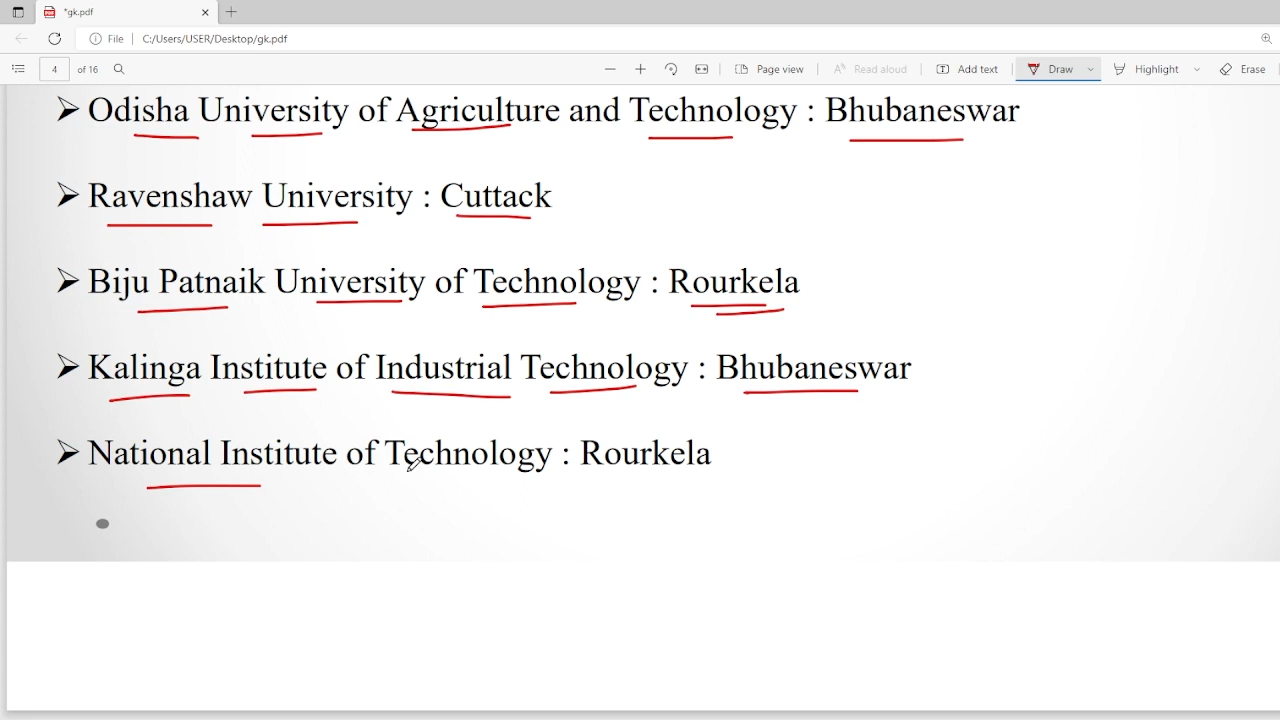 *gk.pdf
File
C:/Users/USER/Desktop/gk.pdf
4 of 16
Page view
Read aloud
Add text
Draw
Highlight
Erase
Odisha University of Agriculture and Technology : Bhubaneswar
Ravenshaw University : Cuttack
Biju Patnaik University of Technology : Rourkela
Kalinga Institute of Industrial Technology : Bhubaneswar
National Institute of Technology : Rourkela